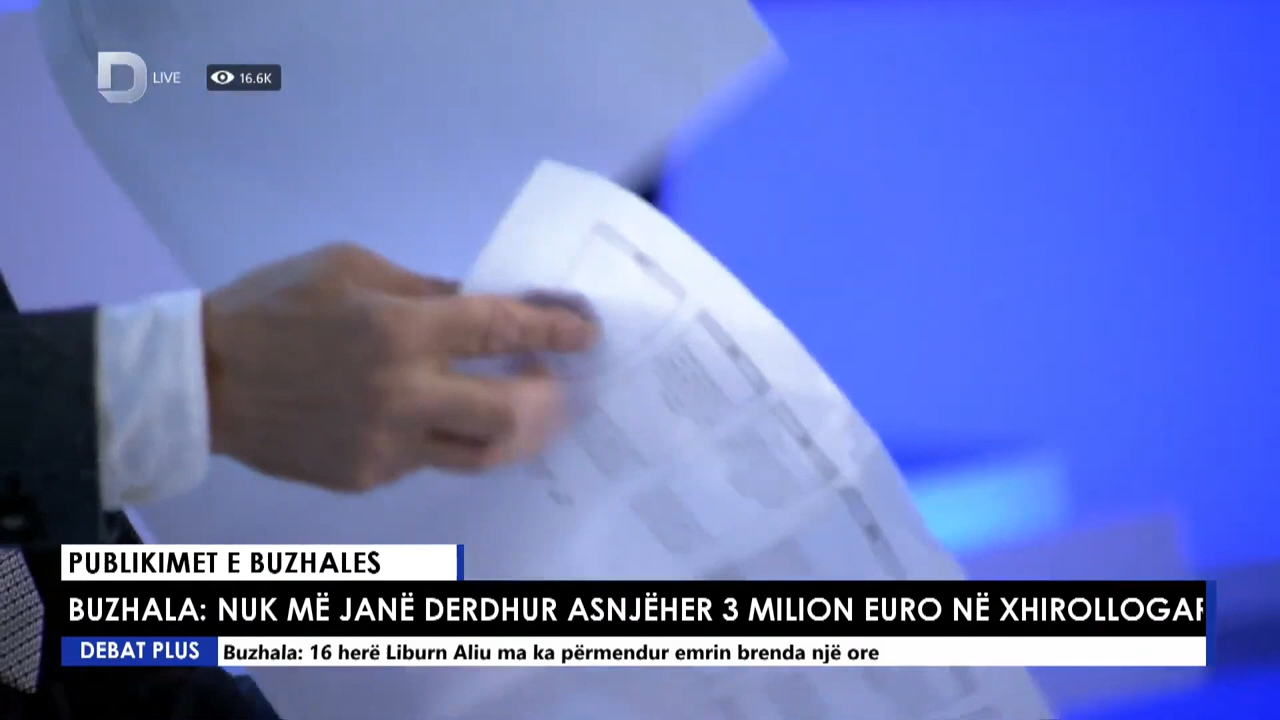 D LIVE 16.6K
PUBLIKIMET E BUZHALES
BUZHALA: NUK MË JANË DERDHUR ASNJËHER 3 MILION EURO NË XHIROLLOGAR
DEBAT PLUS Buzhala: 16 herë Liburn Aliu ma ka përmendur emrin brenda një ore